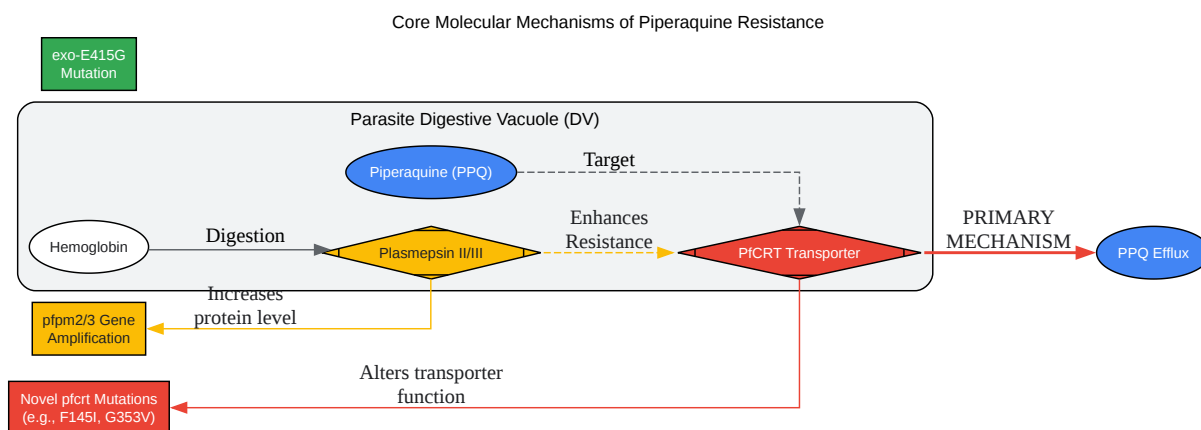 Core Molecular Mechanisms of Piperaquine Resistance
exo-E415G
Mutation
Parasite Digestive Vacuole (DV)
Piperaquine (PPQ)
Target
Hemoglobin
Digestion
Plasmepsin II/III
Enhances
Resistance
PfCRT Transporter
PRIMARY
MECHANISM
PPQ Efflux
Increases
protein level
pfpm2/3 Gene
Amplification
Alters transporter
function
Novel pfcrt Mutations
(e.g., F145I, G353V)